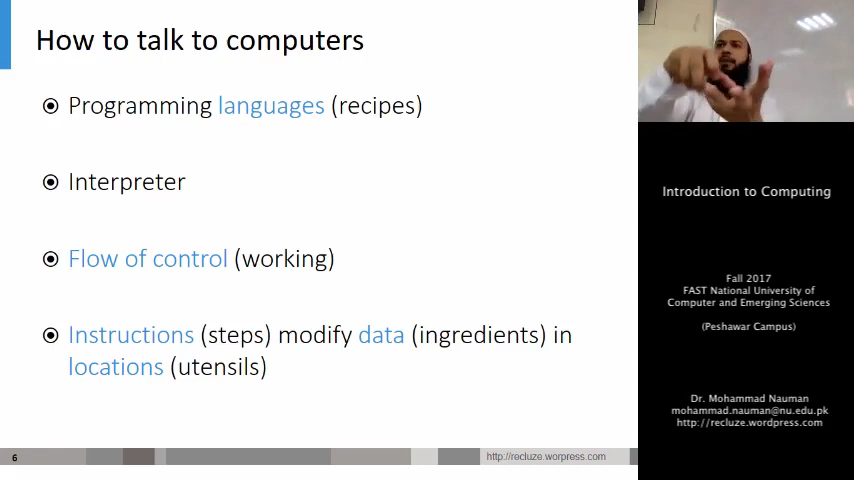 How to talk to computers
Programming languages (recipes)
Interpreter
Flow of control (working)
Instructions (steps) modify data (ingredients) in
locations (utensils)
6
http://recluze.worpress.com
Introduction to Computing
Fall 2017
FAST National University of
Computer and Emerging Sciences
(Peshawar Campus)
Dr. Mohammad Nauman
mohammad.nauman@nu.edu.pk
http://recluze.wordpress.com